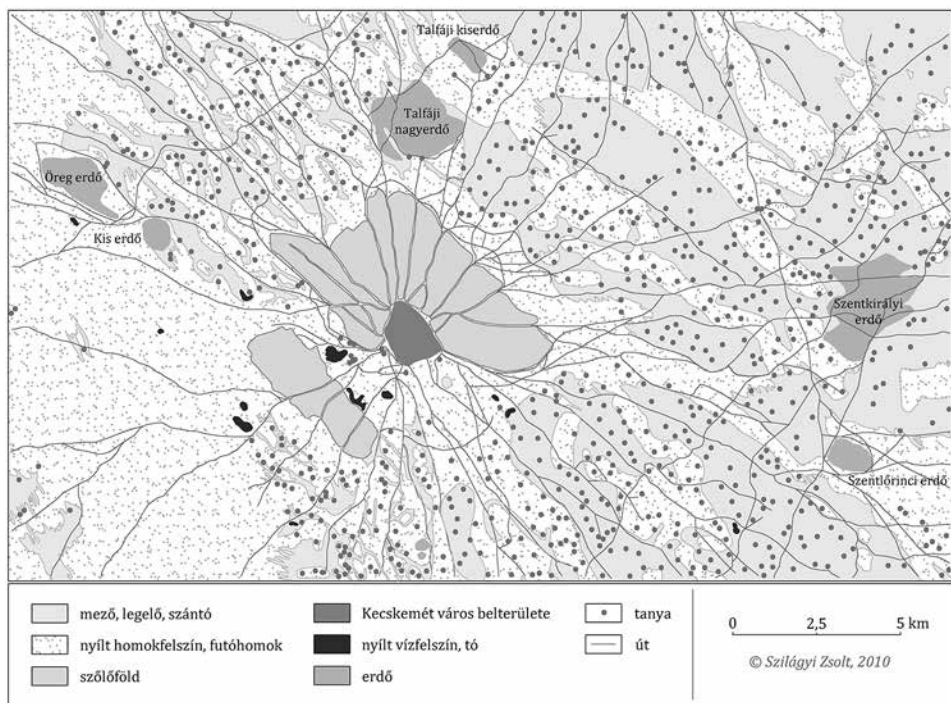 Talfáji kiserdő
Talfáji
nagyerdő
Öreg erdő
Kis erdő
Szentkirályi
erdő
Szentlőrinci erdő
mező, legelő, szántó
nyílt homokfelszín, futóhomok
szőlőföld
Kecskemét város belterülete
nyílt vízfelszín, tó
erdő
tanya
út
0 2,5 5 km
© Szilágyi Zsolt, 2010